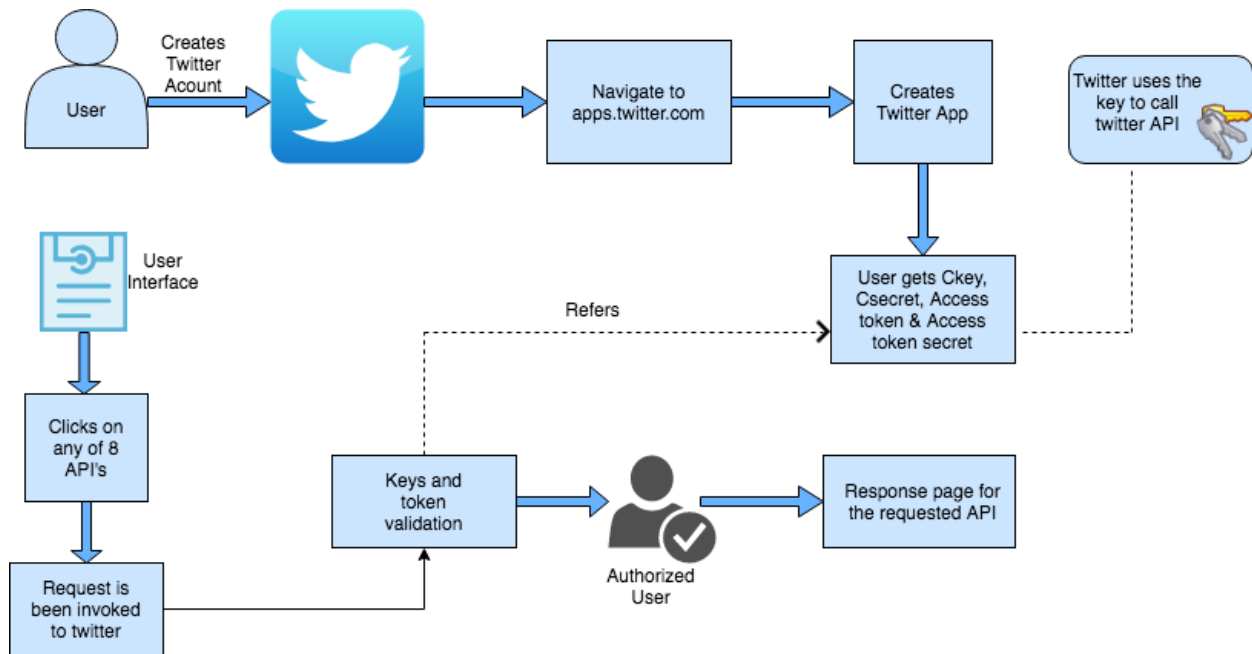 User
Creates
Twitter
Acount
Navigate to
apps.twitter.com
Creates
Twitter App
Twitter uses the
key to call
twitter API
User
Interface
User gets Ckey,
Csecret, Access
token & Access
token secret
Refers
Clicks on
any of 8
API's
Keys and
token
validation
Response page for
the requested API
Authorized
User
Request is
been invoked
to twitter